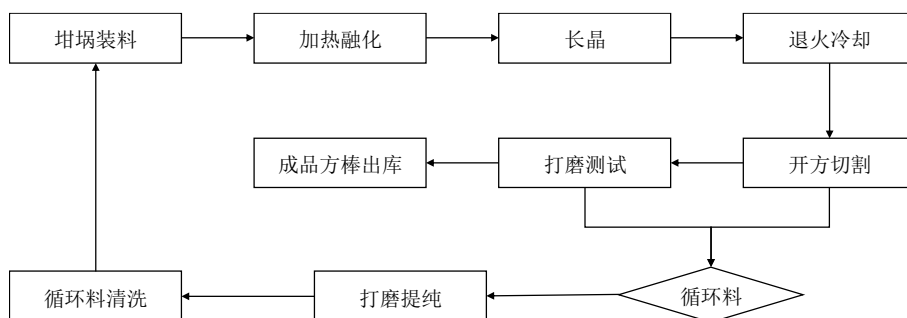 坩埚装料
加热融化
长晶
退火冷却
成品方棒出库
打磨测试
开方切割
循环料清洗
打磨提纯
循环料